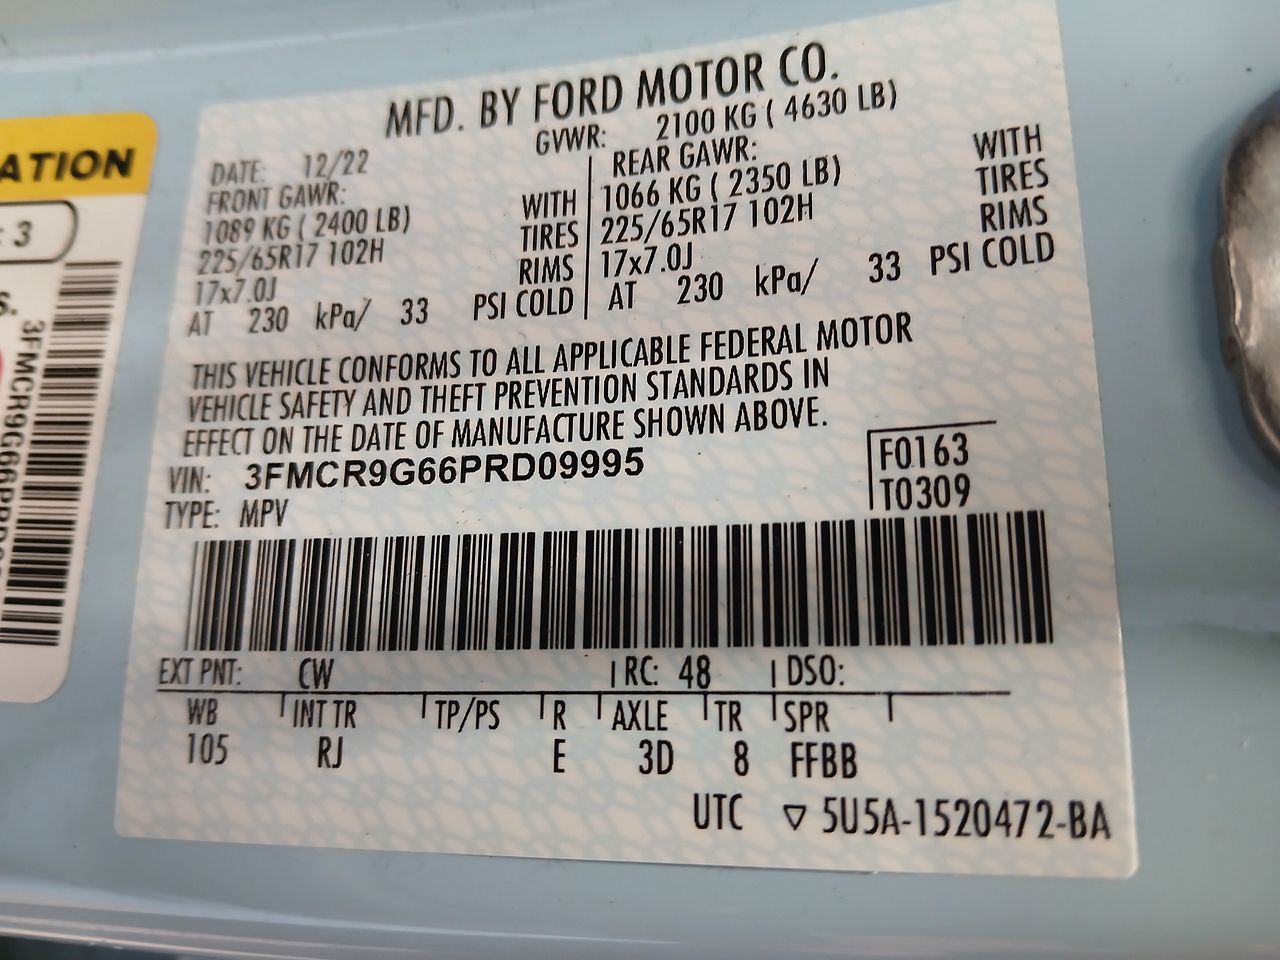 ATION
: 3
S.
3FMCR9G66PRD0
MFD. BY FORD MOTOR CO.
DATE: 12/22 GVWR: 2100 KG ( 4630 LB)
FRONT GAWR: REAR GAWR:
1089 KG ( 2400 LB) WITH 1066 KG ( 2350 LB) WITH
225/65R17 102H TIRES 225/65R17 102H TIRES
17x7.0J RIMS 17x7.0J RIMS
AT 230 kPa/ 33 PSI COLD AT 230 kPa/ 33 PSI COLD
THIS VEHICLE CONFORMS TO ALL APPLICABLE FEDERAL MOTOR
VEHICLE SAFETY AND THEFT PREVENTION STANDARDS IN
EFFECT ON THE DATE OF MANUFACTURE SHOWN ABOVE.
VIN: 3FMCR9G66PRD09995 F0163
TYPE: MPV T0309
EXT PNT: CW RC: 48 DSO:
WB INT TR TP/PS R AXLE TR SPR
105 RJ E 3D 8 FFBB
UTC ▽ 5U5A-1520472-BA